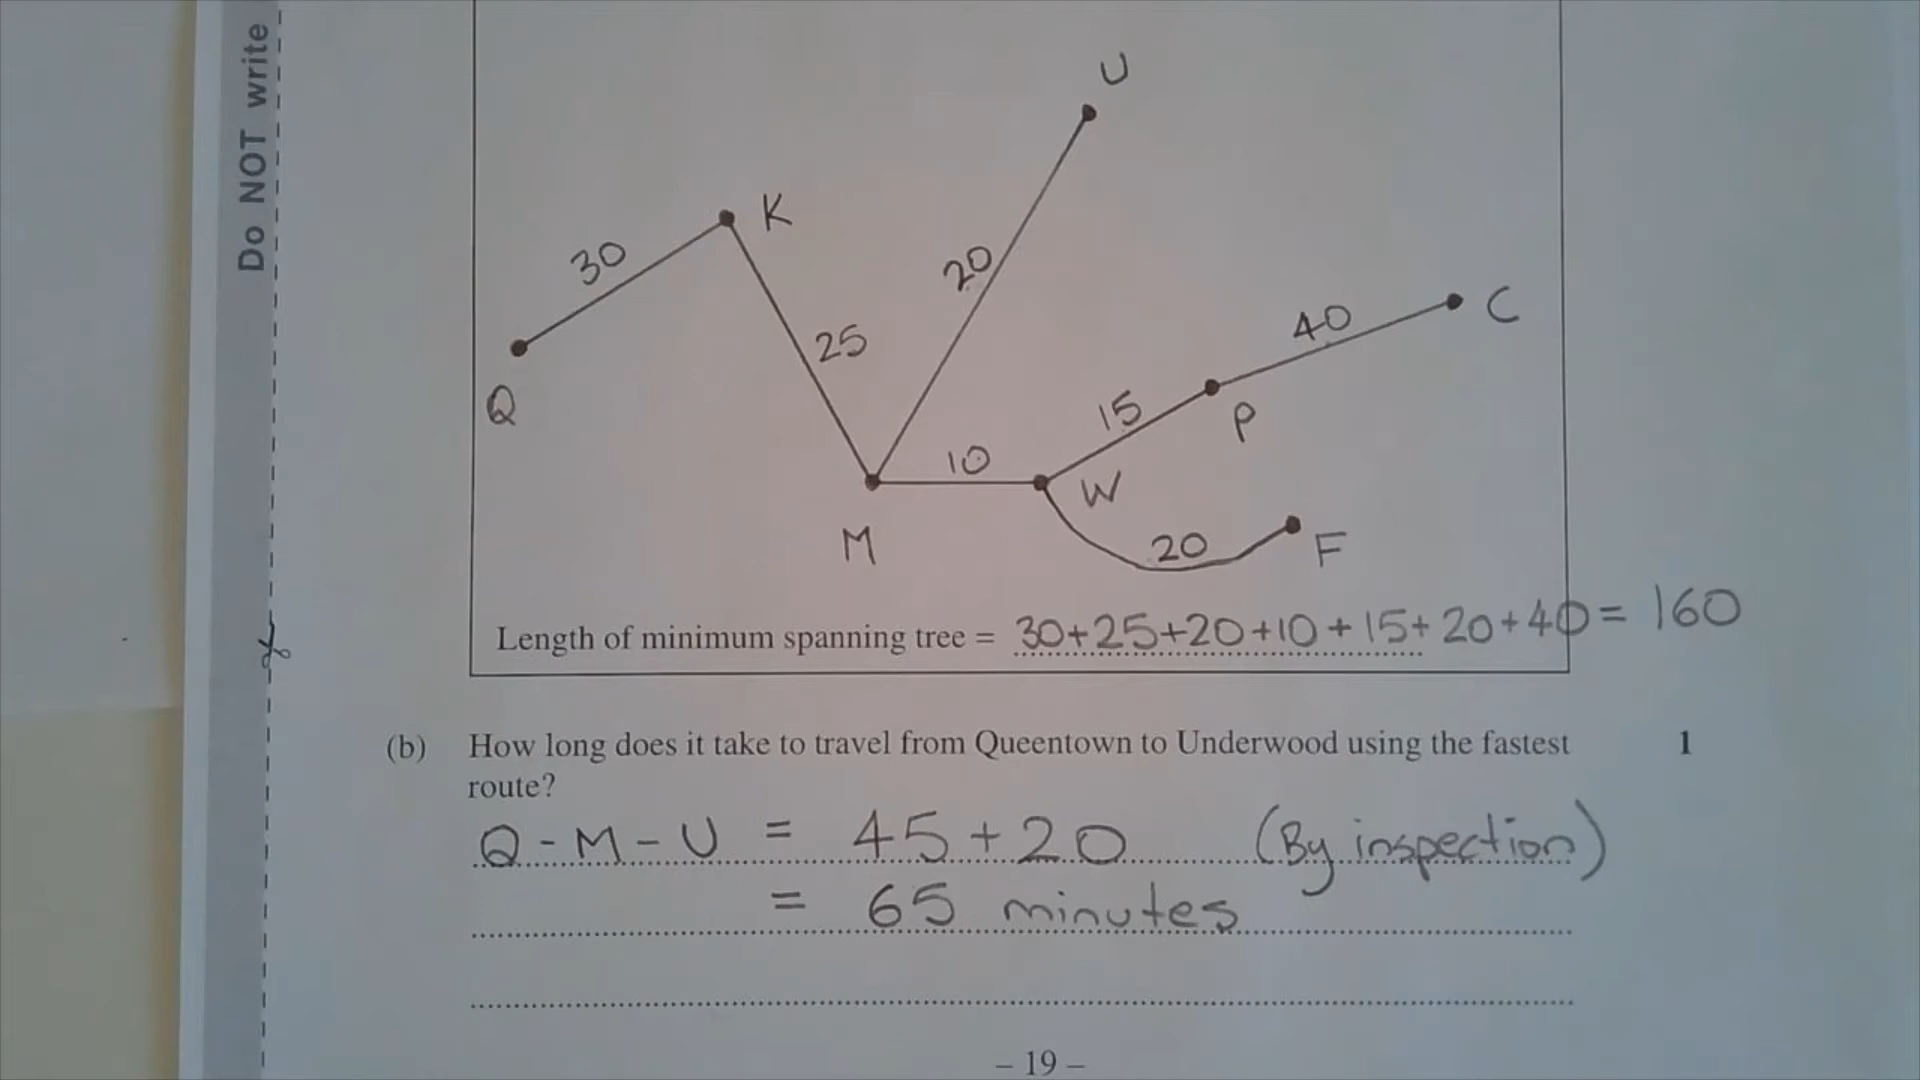 Do NOT write
U
K
30
20
C
40
25
Q
15
P
10
W
M
20
F
Length of minimum spanning tree = 30+25+20+10+15+20+40= 160
(b) How long does it take to travel from Queentown to Underwood using the fastest 1
route?
Q-M-U = 45+20 (By inspection)
= 65 minutes
– 19 –